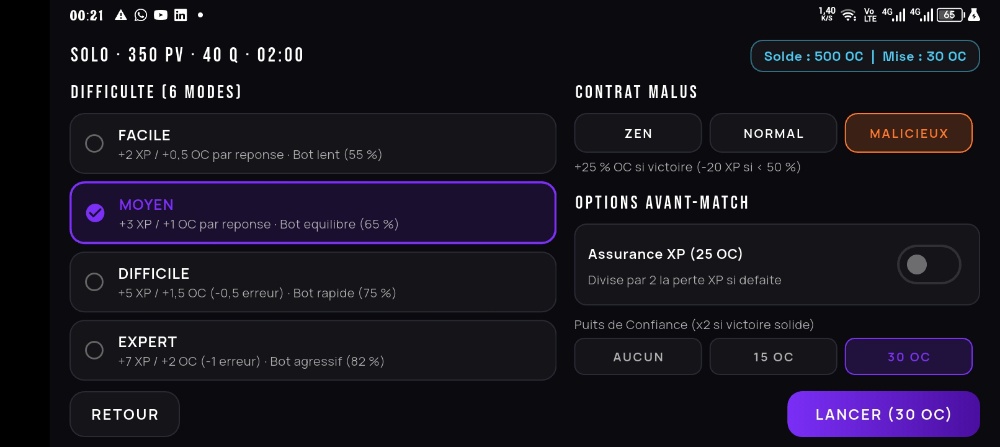 00:21
1,40 K/S Vo LTE 4G 4G 65
SOLO · 350 PV · 40 Q · 02:00
Solde : 500 OC | Mise : 30 OC
DIFFICULTE (6 MODES)
FACILE
+2 XP / +0,5 OC par reponse · Bot lent (55 %)
MOYEN
+3 XP / +1 OC par reponse · Bot equilibre (65 %)
DIFFICILE
+5 XP / +1,5 OC (-0,5 erreur) · Bot rapide (75 %)
EXPERT
+7 XP / +2 OC (-1 erreur) · Bot agressif (82 %)
CONTRAT MALUS
ZEN
NORMAL
MALICIEUX
+25 % OC si victoire (-20 XP si < 50 %)
OPTIONS AVANT-MATCH
Assurance XP (25 OC)
Divise par 2 la perte XP si defaite
Puits de Confiance (x2 si victoire solide)
AUCUN
15 OC
30 OC
RETOUR
LANCER (30 OC)